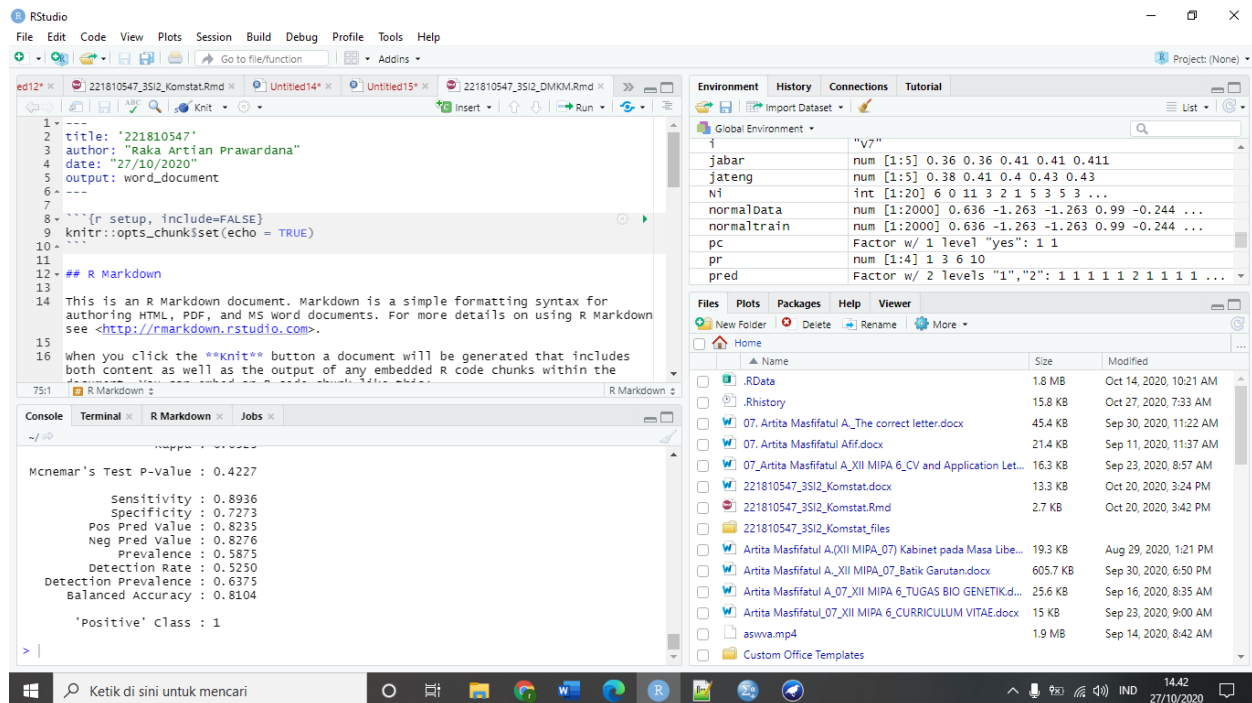 RStudio
File Edit Code View Plots Session Build Debug Profile Tools Help
Go to file/function Addins Project: (None)
ed12* 221810547_3SI2_Komstat.Rmd Untitled14* Untitled15* 221810547_3SI2_DMKM.Rmd
ABC Knit Insert Run
1 ---
2 title: '221810547'
3 author: "Raka Artian Prawardana"
4 date: "27/10/2020"
5 output: word_document
6 ---
7
8 ```{r setup, include=FALSE}
9 knitr::opts_chunk$set(echo = TRUE)
10 ```
11
12 ## R Markdown
13
14 This is an R Markdown document. Markdown is a simple formatting syntax for
authoring HTML, PDF, and MS Word documents. For more details on using R Markdown
see <http://rmarkdown.rstudio.com>.
15
16 When you click the **Knit** button a document will be generated that includes
both content as well as the output of any embedded R code chunks within the
document. You can embed an R code chunk like this:
75:1 R Markdown R Markdown
Console Terminal R Markdown Jobs
~/
Mcnemar's Test P-Value : 0.4227
Sensitivity : 0.8936
Specificity : 0.7273
Pos Pred Value : 0.8235
Neg Pred Value : 0.8276
Prevalence : 0.5875
Detection Rate : 0.5250
Detection Prevalence : 0.6375
Balanced Accuracy : 0.8104
'Positive' Class : 1
>
Environment History Connections Tutorial
Import Dataset List
Global Environment
i "V7"
jabar num [1:5] 0.36 0.36 0.41 0.41 0.411
jateng num [1:5] 0.38 0.41 0.4 0.43 0.43
Ni int [1:20] 6 0 11 3 2 1 5 3 5 3 ...
normalData num [1:2000] 0.636 -1.263 -1.263 0.99 -0.244 ...
normaltrain num [1:2000] 0.636 -1.263 -1.263 0.99 -0.244 ...
pc Factor w/ 1 level "yes": 1 1
pr num [1:4] 1 3 6 10
pred Factor w/ 2 levels "1","2": 1 1 1 1 1 2 1 1 1 1 ...
Files Plots Packages Help Viewer
New Folder Delete Rename More
Home
Name Size Modified
.RData 1.8 MB Oct 14, 2020, 10:21 AM
.Rhistory 15.8 KB Oct 27, 2020, 7:33 AM
07. Artita Masfifatul A._The correct letter.docx 45.4 KB Sep 30, 2020, 11:22 AM
07. Artita Masfifatul Afif.docx 21.4 KB Sep 11, 2020, 11:37 AM
07_Artita Masfifatul A_XII MIPA 6_CV and Application Let... 16.3 KB Sep 23, 2020, 8:57 AM
221810547_3SI2_Komstat.docx 13.3 KB Oct 20, 2020, 3:24 PM
221810547_3SI2_Komstat.Rmd 2.7 KB Oct 20, 2020, 3:42 PM
221810547_3SI2_Komstat_files
Artita Masfifatul A.(XII MIPA_07) Kabinet pada Masa Libe... 19.3 KB Aug 29, 2020, 1:21 PM
Artita Masfifatul A._XII MIPA_07_Batik Garutan.docx 605.7 KB Sep 30, 2020, 6:50 PM
Artita Masfifatul A_07_XII MIPA 6_TUGAS BIO GENETIK.d... 25.6 KB Sep 16, 2020, 8:35 AM
Artita Masfifatul_07_XII MIPA 6_CURRICULUM VITAE.docx 15 KB Sep 23, 2020, 9:00 AM
aswva.mp4 1.9 MB Sep 14, 2020, 8:42 AM
Custom Office Templates
Ketik di sini untuk mencari IND 14.42
27/10/2020